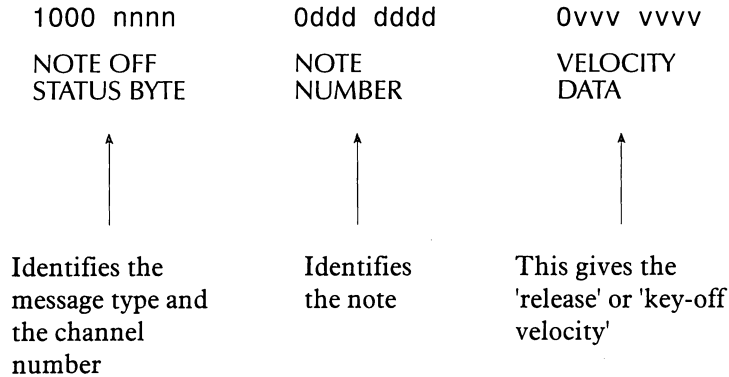 1000 nnnn 0ddd dddd 0vvv vvvv
NOTE OFF NOTE VELOCITY
STATUS BYTE NUMBER DATA
Identifies the Identifies This gives the
message type and the note 'release' or 'key-off
the channel velocity'
number